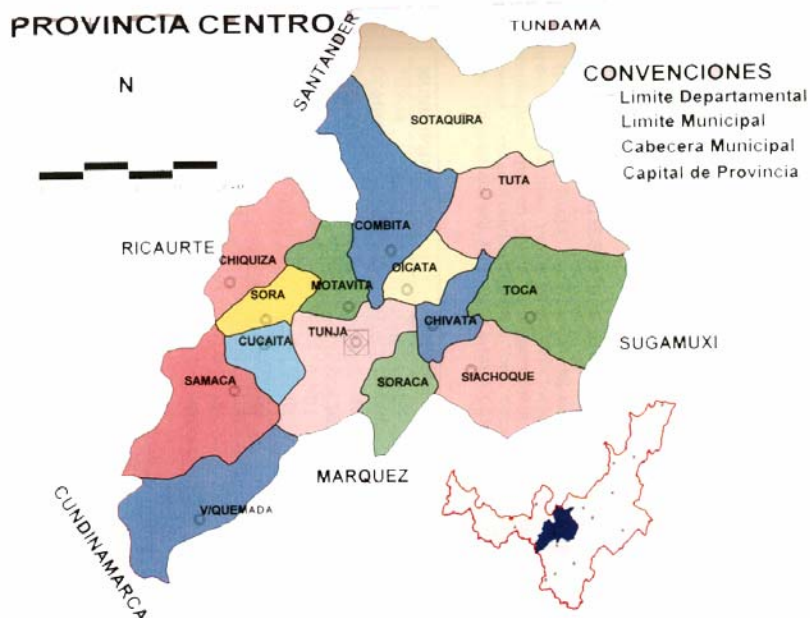 PROVINCIA CENTRO
SANTANDER
TUNDAMA
N
CONVENCIONES
Limite Departamental
Limite Municipal
Cabecera Municipal
Capital de Provincia
SOTAQUIRA
TUTA
COMBITA
RICAURTE
CHIQUIZA
OICATA
MOTAVITA
SORA
TOCA
CHIVATA
TUNJA
CUCAITA
SUGAMUXI
SIACHOQUE
SORACA
SAMACA
MARQUEZ
V/QUEMADA
CUNDINAMARCA